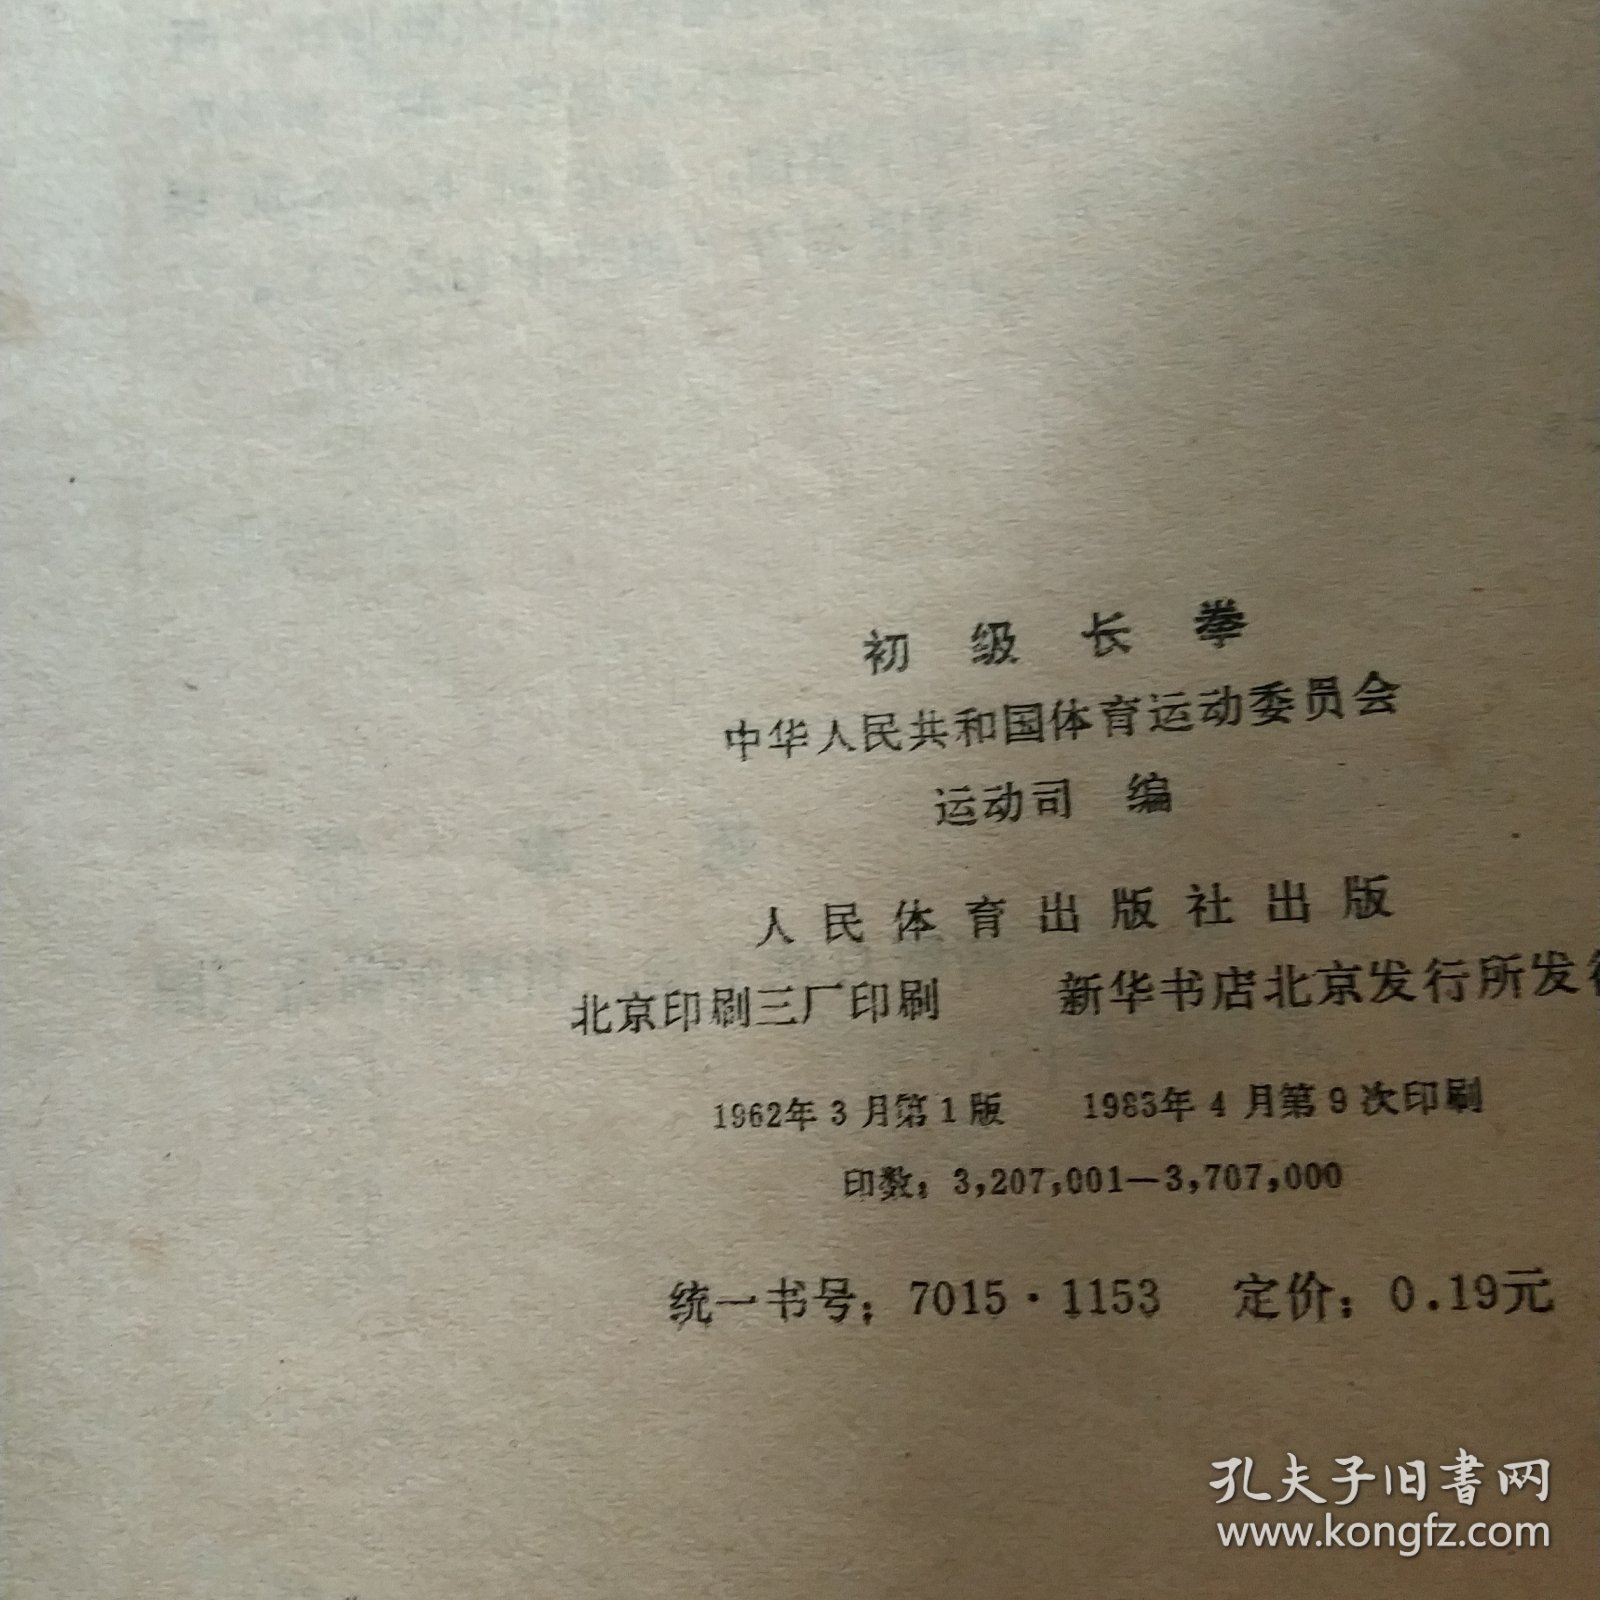 初级长拳
中华人民共和国体育运动委员会
运动司 编
人民体育出版社出版
北京印刷三厂印刷 新华书店北京发行所发行
1962年3月第1版 1983年4月第9次印刷
印数：3,207,001—3,707,000
统一书号：7015·1153 定价：0.19元
孔夫子旧书网
www.kongfz.com